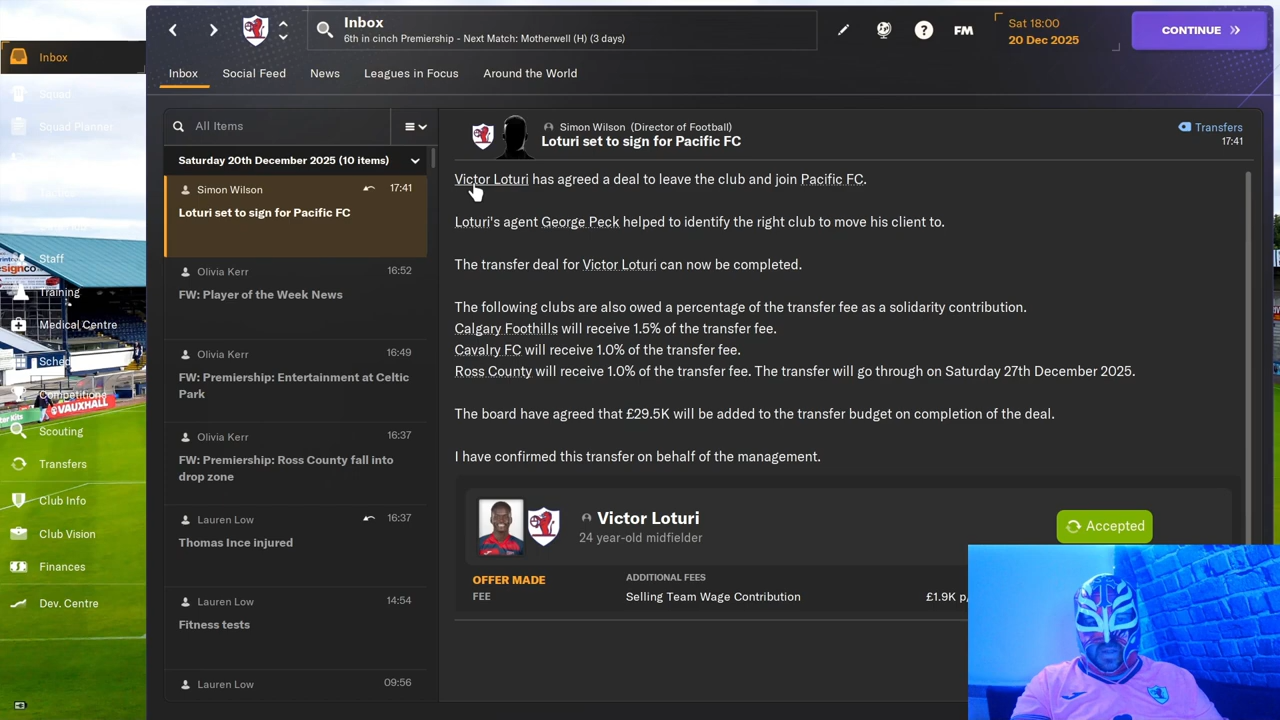 Inbox
6th in cinch Premiership - Next Match: Motherwell (H) (3 days)
FM
Sat 18:00
20 Dec 2025
CONTINUE
Inbox
Social Feed
News
Leagues in Focus
Around the World
Inbox
Squad
Squad Planner
Staff
Training
Medical Centre
Sched
Competitions
VAUXHALL
Scouting
Transfers
Club Info
Club Vision
Finances
Dev. Centre
All Items
Saturday 20th December 2025 (10 items)
Simon Wilson
17:41
Loturi set to sign for Pacific FC
Olivia Kerr
16:52
FW: Player of the Week News
Olivia Kerr
16:49
FW: Premiership: Entertainment at Celtic
Park
Olivia Kerr
16:37
FW: Premiership: Ross County fall into
drop zone
Lauren Low
16:37
Thomas Ince injured
Lauren Low
14:54
Fitness tests
Lauren Low
09:56
Simon Wilson (Director of Football)
Loturi set to sign for Pacific FC
Transfers
17:41
Victor Loturi has agreed a deal to leave the club and join Pacific FC.
Loturi's agent George Peck helped to identify the right club to move his client to.
The transfer deal for Victor Loturi can now be completed.
The following clubs are also owed a percentage of the transfer fee as a solidarity contribution.
Calgary Foothills will receive 1.5% of the transfer fee.
Cavalry FC will receive 1.0% of the transfer fee.
Ross County will receive 1.0% of the transfer fee. The transfer will go through on Saturday 27th December 2025.
The board have agreed that £29.5K will be added to the transfer budget on completion of the deal.
I have confirmed this transfer on behalf of the management.
Victor Loturi
24 year-old midfielder
Accepted
OFFER MADE
FEE
ADDITIONAL FEES
Selling Team Wage Contribution
£1.9K p/